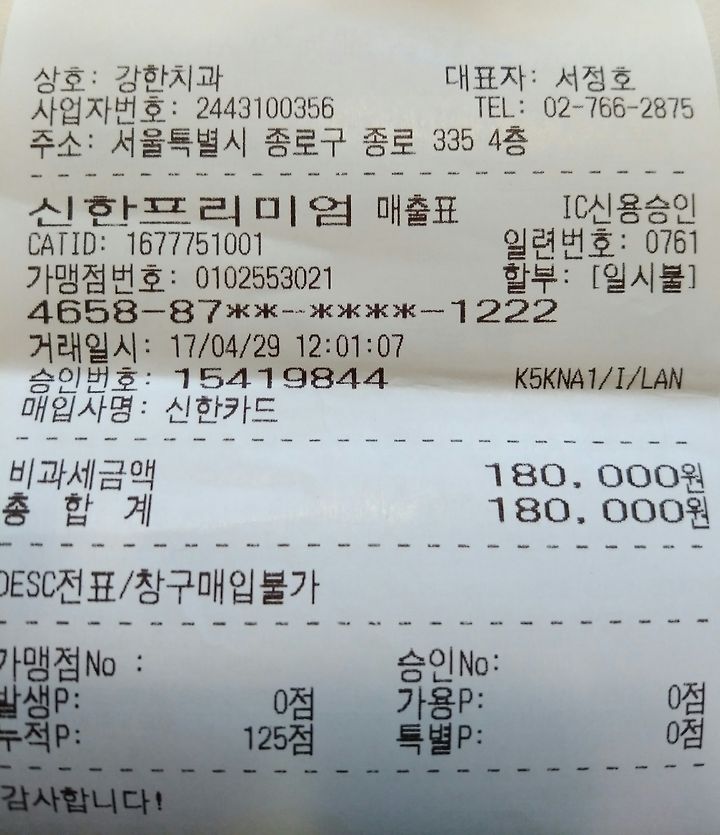 상호: 강한치과 대표자: 서정호
사업자번호: 2443100356 TEL: 02-766-2875
주소: 서울특별시 종로구 종로 335 4층
신한프리미엄 매출표 IC신용승인
CATID: 1677751001 일련번호: 0761
가맹점번호: 0102553021 할부: [일시불]
4658-87**-****-1222
거래일시: 17/04/29 12:01:07
승인번호: 15419844 K5KNA1/I/LAN
매입사명: 신한카드
비과세금액 180,000원
총 합 계 180,000원
DESC전표/창구매입불가
가맹점No : 승인No:
발생P: 0점 가용P: 0점
누적P: 125점 특별P: 0점
감사합니다!